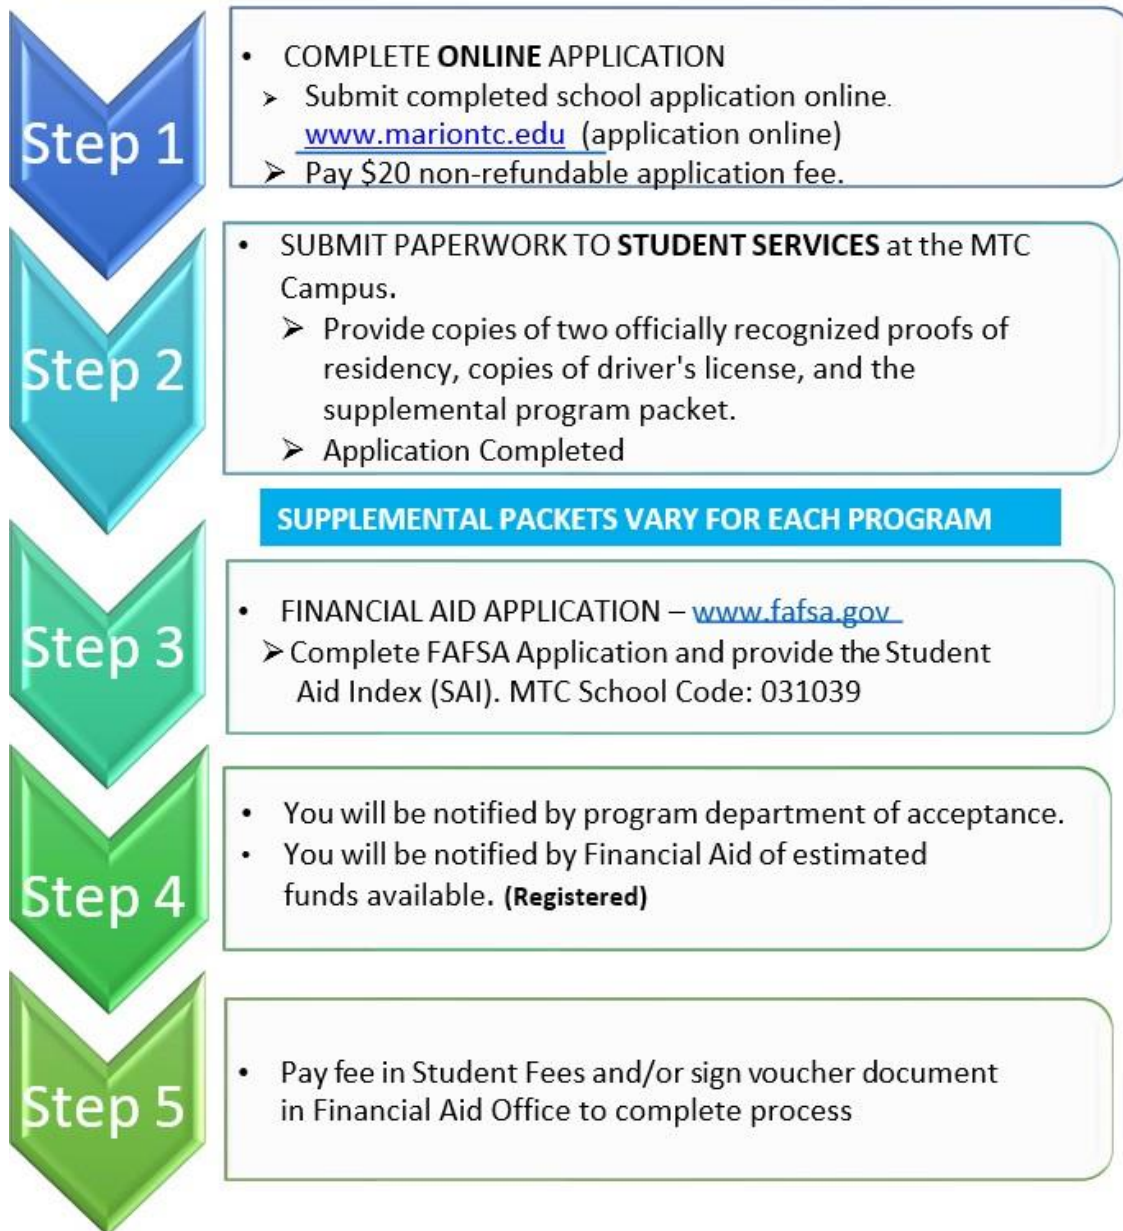 Step 1
• COMPLETE ONLINE APPLICATION
➢ Submit completed school application online.
www.mariontc.edu (application online)
➢ Pay $20 non-refundable application fee.
Step 2
• SUBMIT PAPERWORK TO STUDENT SERVICES at the MTC
Campus.
➢ Provide copies of two officially recognized proofs of
residency, copies of driver's license, and the
supplemental program packet.
➢ Application Completed
SUPPLEMENTAL PACKETS VARY FOR EACH PROGRAM
Step 3
• FINANCIAL AID APPLICATION – www.fafsa.gov
➢ Complete FAFSA Application and provide the Student
Aid Index (SAI). MTC School Code: 031039
Step 4
• You will be notified by program department of acceptance.
• You will be notified by Financial Aid of estimated
funds available. (Registered)
Step 5
• Pay fee in Student Fees and/or sign voucher document
in Financial Aid Office to complete process